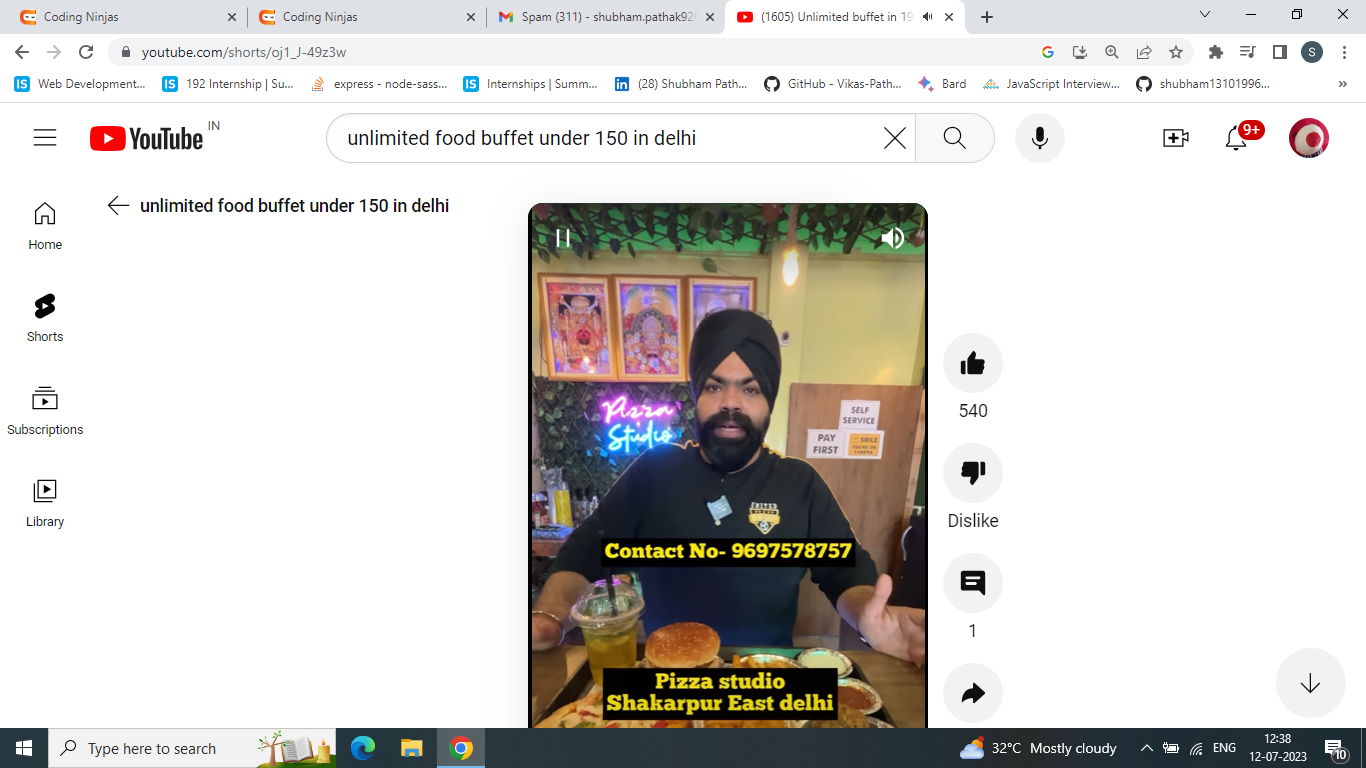 Coding Ninjas
Coding Ninjas
Spam (311) - shubham.pathak92
(1605) Unlimited buffet in 19
youtube.com/shorts/oj1_J-49z3w
S
Web Development...
192 Internship | Su...
express - node-sass...
Internships | Summ...
(28) Shubham Path...
GitHub - Vikas-Path...
Bard
JavaScript Interview...
shubham13101996...
»
YouTube IN
unlimited food buffet under 150 in delhi
9+
unlimited food buffet under 150 in delhi
Home
Shorts
Subscriptions
Library
Pizza
Studio
SELF
SERVICE
PAY
FIRST
SMILE
YOU'RE ON
CAMERA
UNITED
Contact No- 9697578757
Pizza studio
Shakarpur East delhi
540
Dislike
1
Type here to search
32°C Mostly cloudy
ENG
12:38
12-07-2023
10